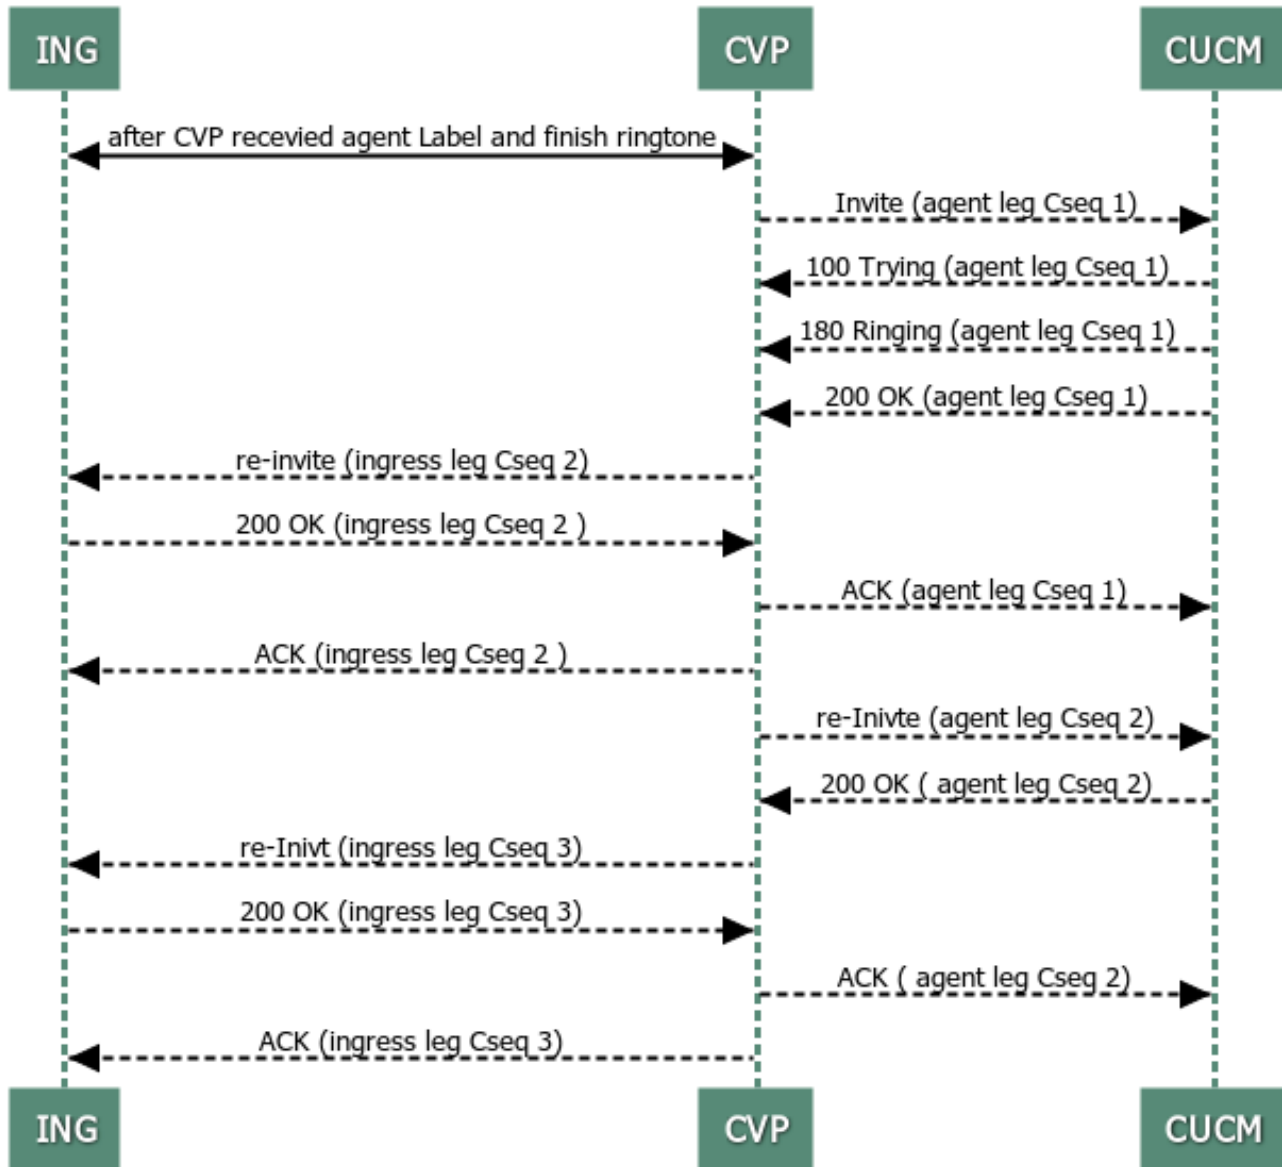 ING CVP CUCM
after CVP recevied agent Label and finish ringtone
Invite (agent leg Cseq 1)
100 Trying (agent leg Cseq 1)
180 Ringing (agent leg Cseq 1)
200 OK (agent leg Cseq 1)
re-invite (ingress leg Cseq 2)
200 OK (ingress leg Cseq 2 )
ACK (agent leg Cseq 1)
ACK (ingress leg Cseq 2 )
re-Inivte (agent leg Cseq 2)
200 OK ( agent leg Cseq 2)
re-Inivt (ingress leg Cseq 3)
200 OK (ingress leg Cseq 3)
ACK ( agent leg Cseq 2)
ACK (ingress leg Cseq 3)
ING CVP CUCM